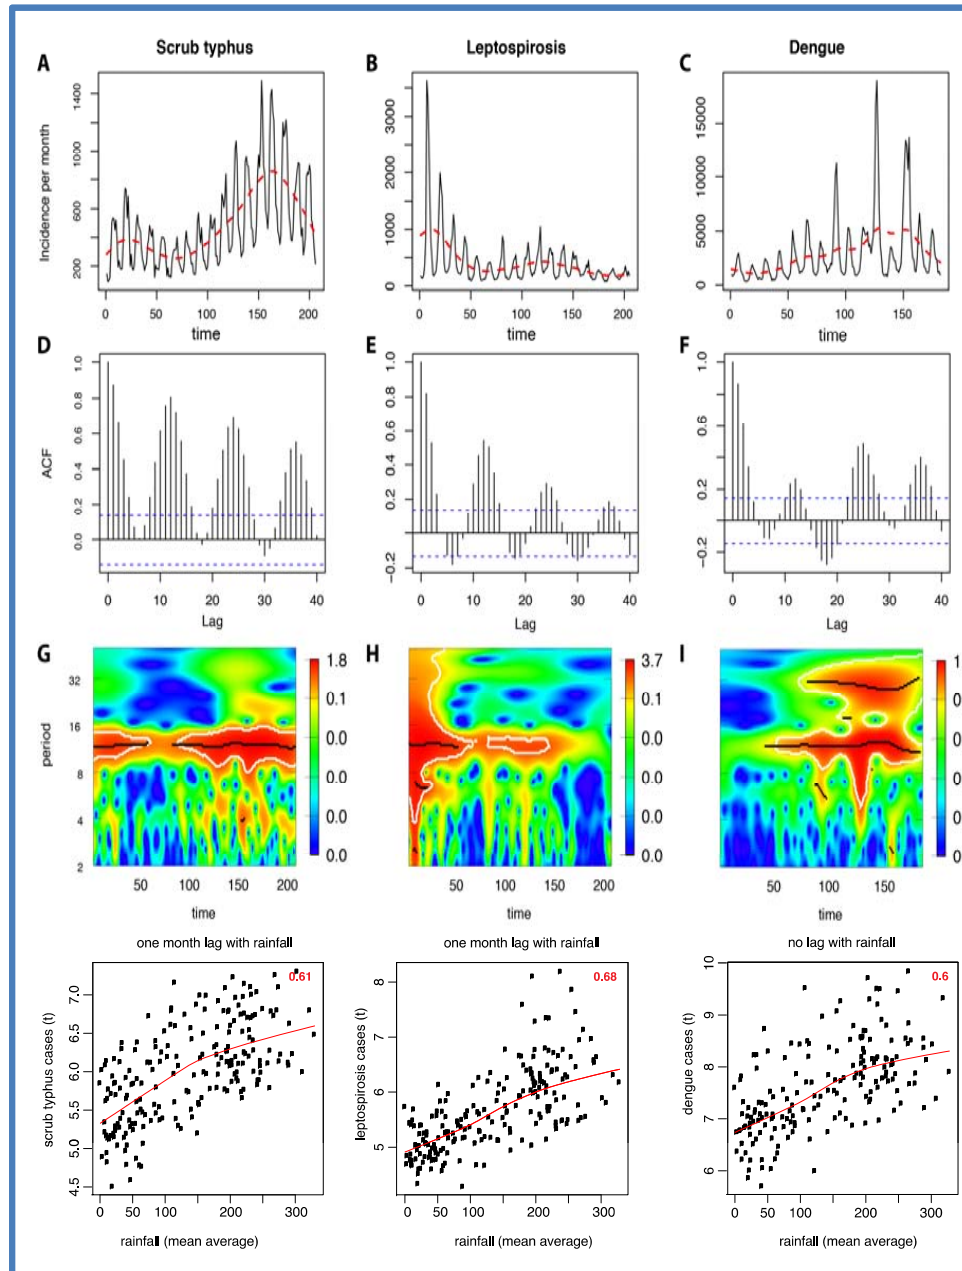 Scrub typhus Leptospirosis Dengue
A B C
Incidence per month
200 600 1000 1400
0 1000 2000 3000
0 5000 10000 15000
0 50 100 150 200
0 50 100 150 200
0 50 100 150
time time time
D E F
ACF
0.0 0.2 0.4 0.6 0.8 1.0
-0.2 0.0 0.2 0.4 0.6 0.8 1.0
-0.2 0.2 0.6 1.0
0 10 20 30 40
0 10 20 30 40
0 10 20 30 40
Lag Lag Lag
G H I
period
32
16
8
4
2
1.8
0.1
0.0
0.0
0.0
3.7
0.1
0.0
0.0
0.0
1
0
0
0
0.0
50 100 150 200
50 100 150 200
50 100 150
time time time
one month lag with rainfall
one month lag with rainfall
no lag with rainfall
0.61
0.68
0.6
scrub typhus cases (t)
4.5 5.0 5.5 6.0 6.5 7.0
leptospirosis cases (t)
5 6 7 8
dengue cases (t)
6 7 8 9 10
0 50 100 200 300
0 50 100 200 300
0 50 100 200 300
rainfall (mean average)
rainfall (mean average)
rainfall (mean average)